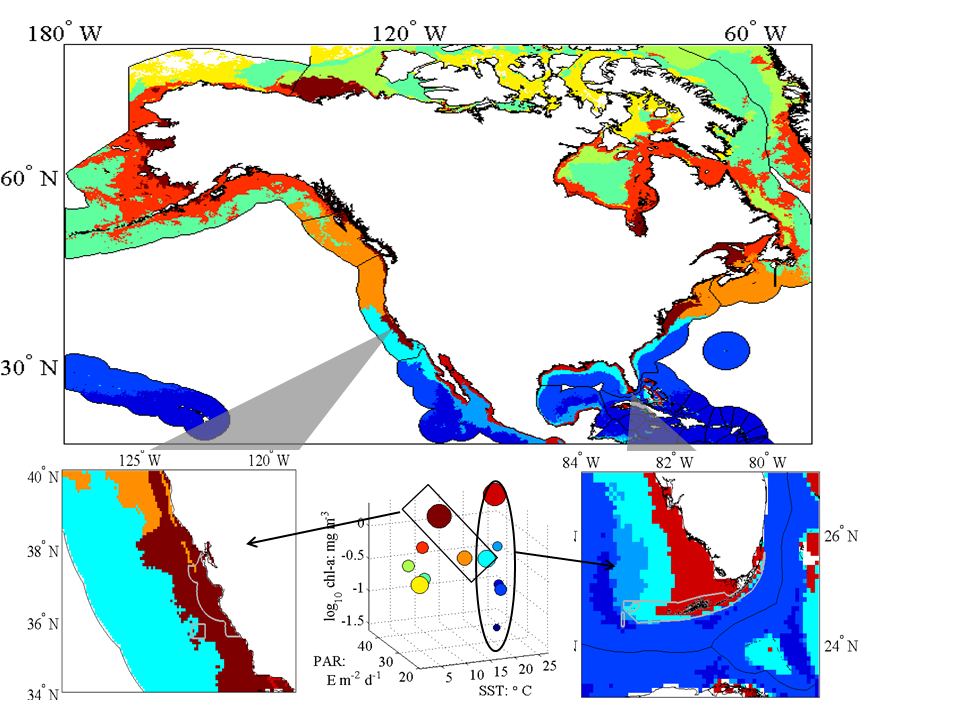 180° W 120° W 60° W
60° N
30° N
125° W 120° W
84° W 82° W 80° W
40° N
38° N
36° N
34° N
log10 chl-a: mg m-3
0
-0.5
-1
-1.5
40
30
20
PAR:
E m-2 d-1
5 10 15 20 25
SST: ° C
26° N
24° N